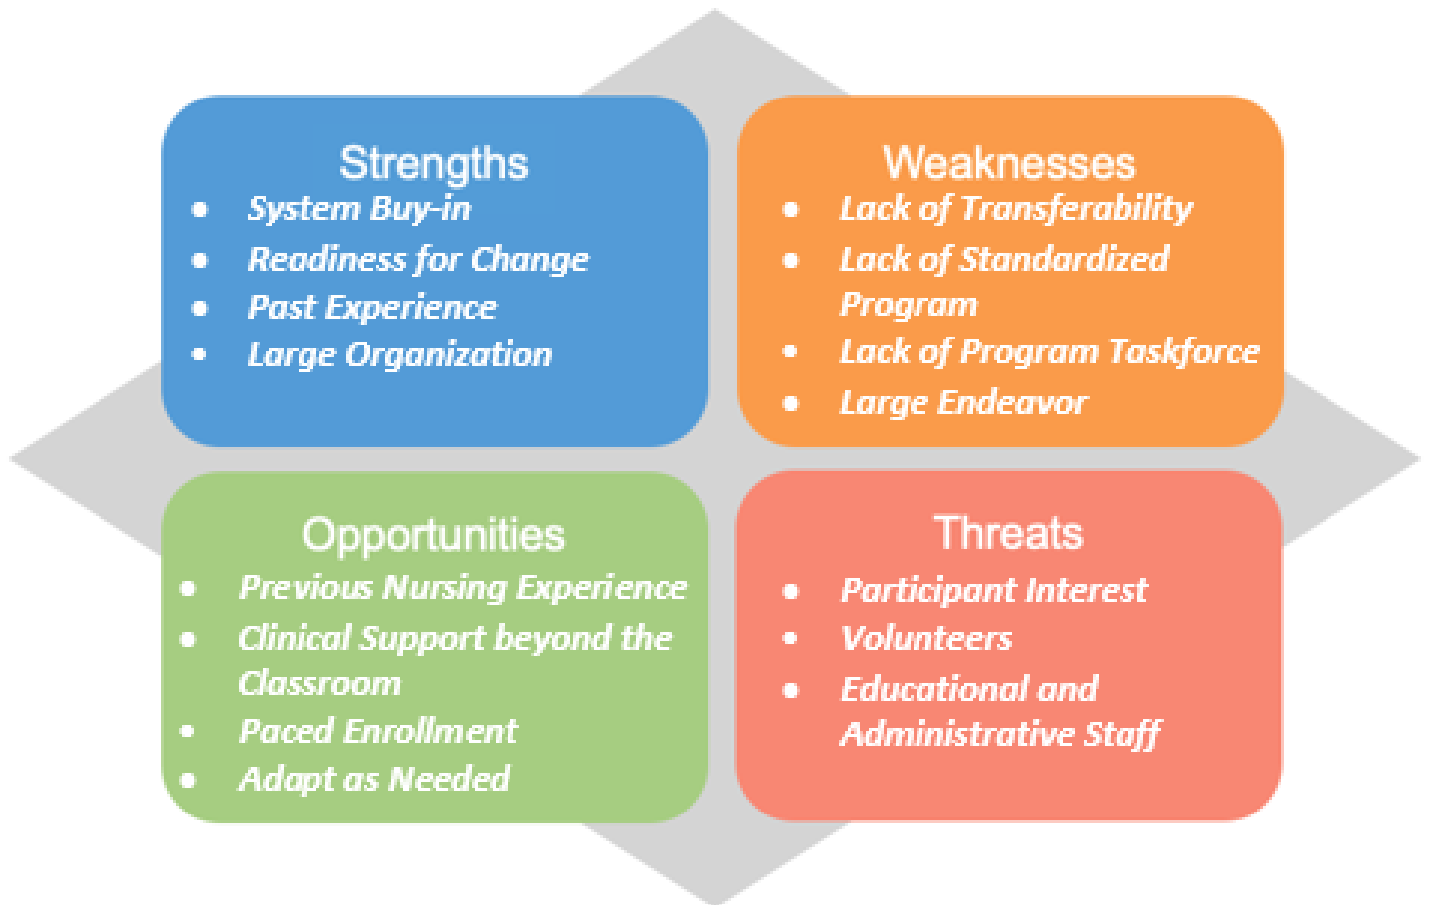 Strengths
• System Buy-in
• Readiness for Change
• Past Experience
• Large Organization
Weaknesses
• Lack of Transferability
• Lack of Standardized
Program
• Lack of Program Taskforce
• Large Endeavor
Opportunities
• Previous Nursing Experience
• Clinical Support beyond the
Classroom
• Paced Enrollment
• Adapt as Needed
Threats
• Participant Interest
• Volunteers
• Educational and
Administrative Staff